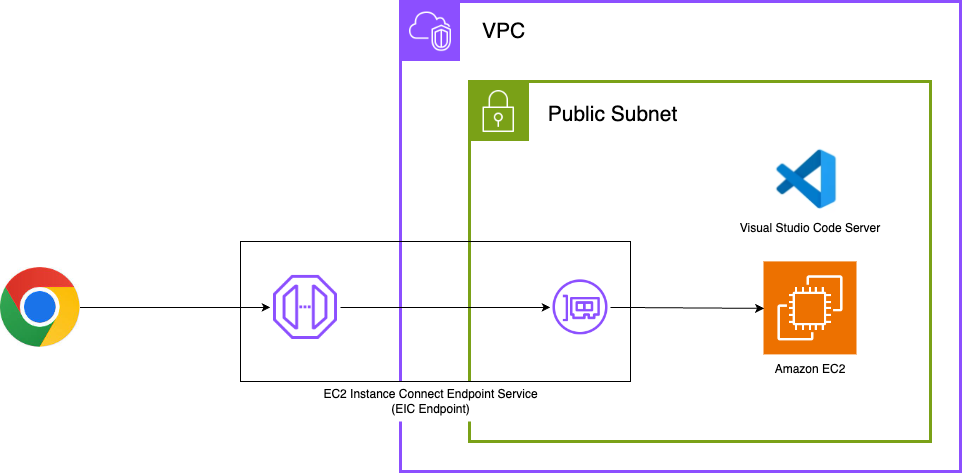 VPC
Public Subnet
Visual Studio Code Server
Amazon EC2
EC2 Instance Connect Endpoint Service
(EIC Endpoint)